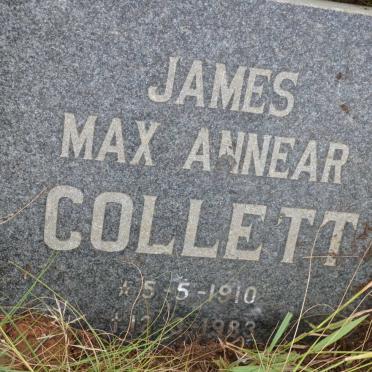 JAMES
MAX ANNEAR
COLLETT
* 5-5-1910
1983